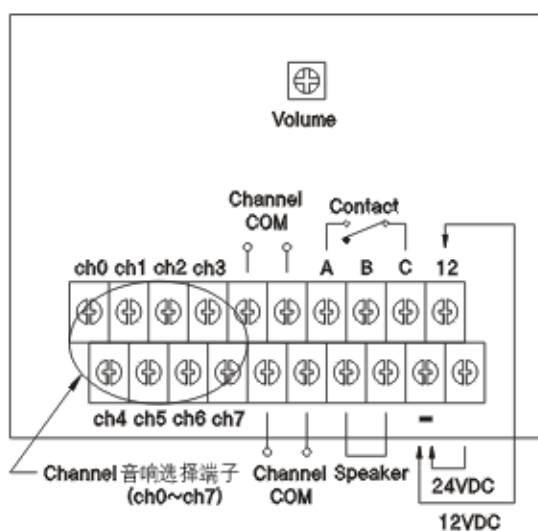 Volume
Channel
COM
Contact
ch0 ch1 ch2 ch3 A B C 12
ch4 ch5 ch6 ch7 -
Channel 音响选择端子
(ch0~ch7)
Channel
COM
Speaker
24VDC
12VDC